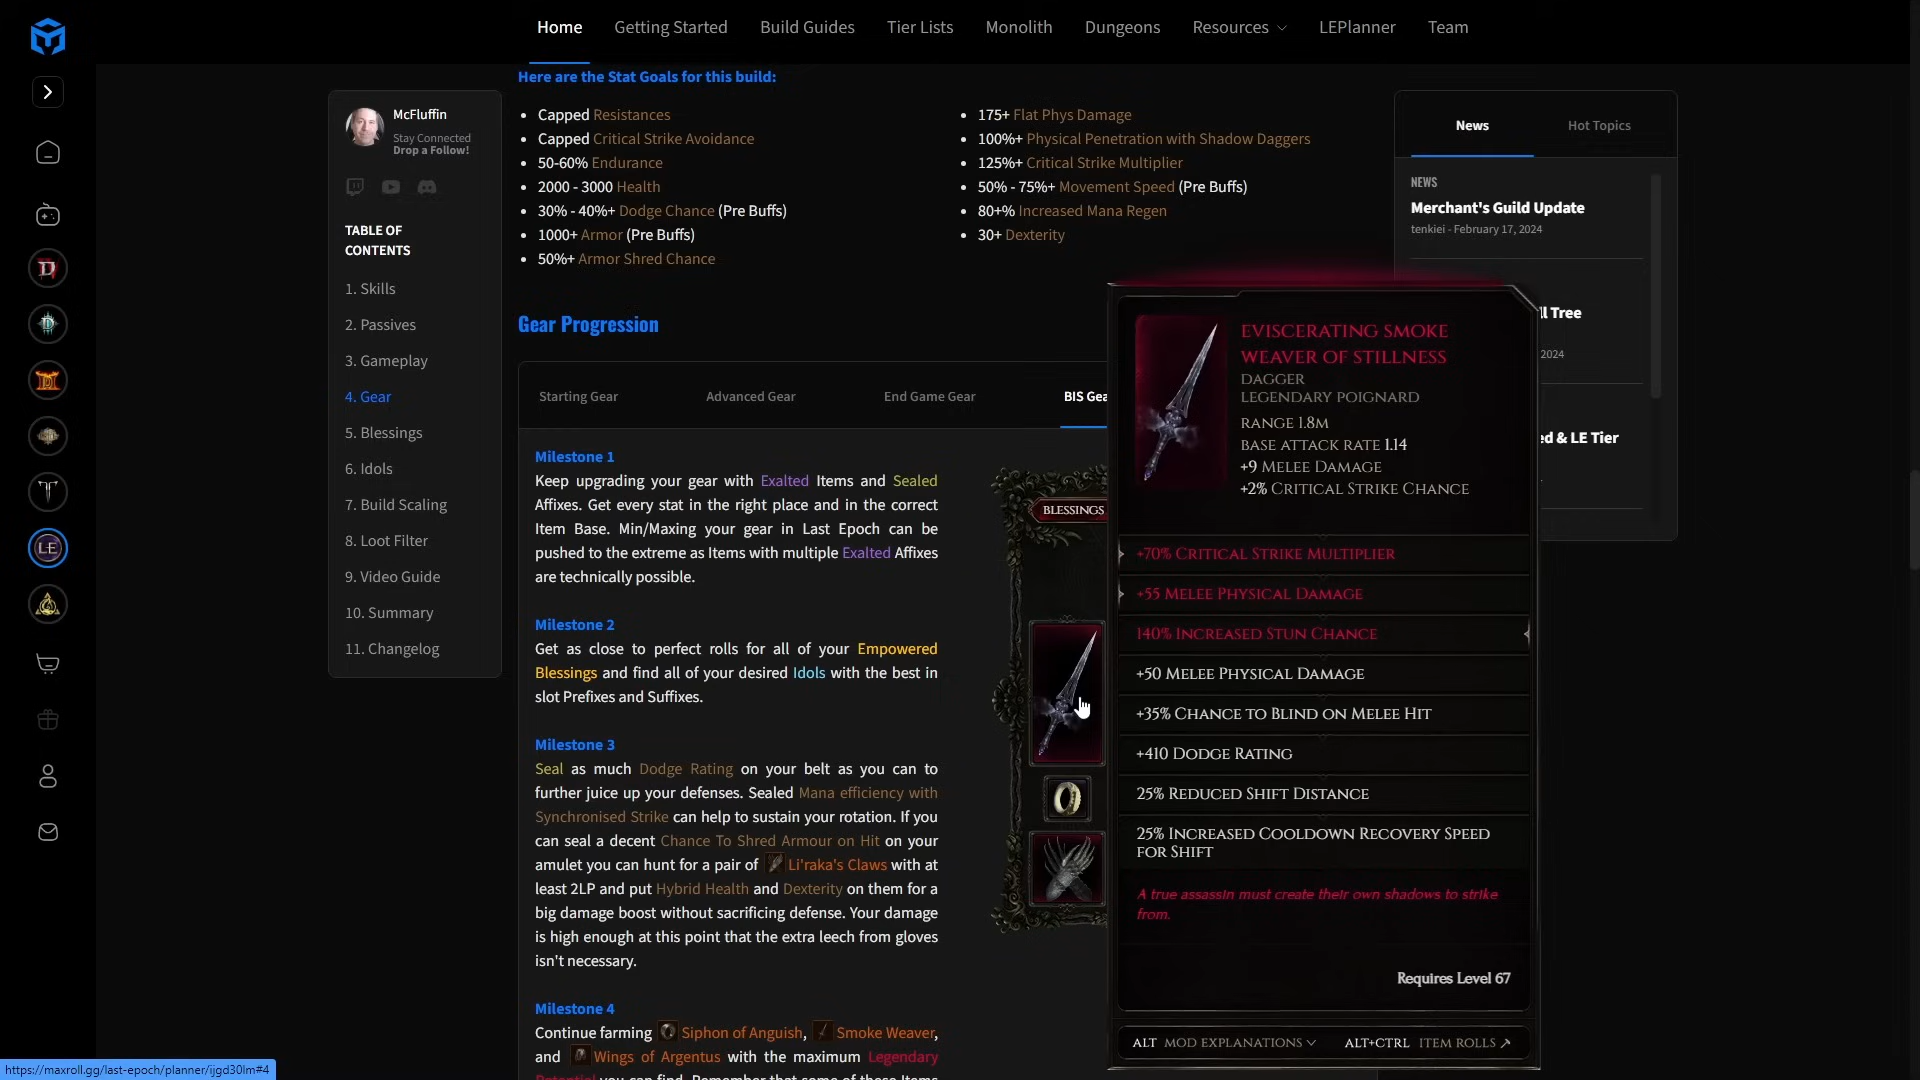 Home
Getting Started
Build Guides
Tier Lists
Monolith
Dungeons
Resources
LEPlanner
Team
McFluffin
Stay Connected
Drop a Follow!
TABLE OF
CONTENTS
1. Skills
2. Passives
3. Gameplay
4. Gear
5. Blessings
6. Idols
7. Build Scaling
8. Loot Filter
9. Video Guide
10. Summary
11. Changelog
Here are the Stat Goals for this build:
Capped Resistances
Capped Critical Strike Avoidance
50-60% Endurance
2000 - 3000 Health
30% - 40%+ Dodge Chance (Pre Buffs)
1000+ Armor (Pre Buffs)
50%+ Armor Shred Chance
175+ Flat Phys Damage
100%+ Physical Penetration with Shadow Daggers
125%+ Critical Strike Multiplier
50% - 75%+ Movement Speed (Pre Buffs)
80+% Increased Mana Regen
30+ Dexterity
Gear Progression
Starting Gear
Advanced Gear
End Game Gear
BIS Gea
Milestone 1
Keep upgrading your gear with Exalted Items and Sealed
Affixes. Get every stat in the right place and in the correct
Item Base. Min/Maxing your gear in Last Epoch can be
pushed to the extreme as Items with multiple Exalted Affixes
are technically possible.
Milestone 2
Get as close to perfect rolls for all of your Empowered
Blessings and find all of your desired Idols with the best in
slot Prefixes and Suffixes.
Milestone 3
Seal as much Dodge Rating on your belt as you can to
further juice up your defenses. Sealed Mana efficiency with
Synchronised Strike can help to sustain your rotation. If you
can seal a decent Chance To Shred Armour on Hit on your
amulet you can hunt for a pair of Li'raka's Claws with at
least 2LP and put Hybrid Health and Dexterity on them for a
big damage boost without sacrificing defense. Your damage
is high enough at this point that the extra leech from gloves
isn't necessary.
Milestone 4
Continue farming Siphon of Anguish, Smoke Weaver,
and Wings of Argentus with the maximum Legendary
Potential you can find. Remember that some of these Items
BLESSINGS
EVISCERATING SMOKE
WEAVER OF STILLNESS
DAGGER
LEGENDARY POIGNARD
RANGE 1.8M
BASE ATTACK RATE 1.14
+9 MELEE DAMAGE
+2% CRITICAL STRIKE CHANCE
+70% CRITICAL STRIKE MULTIPLIER
+55 MELEE PHYSICAL DAMAGE
140% INCREASED STUN CHANCE
+50 MELEE PHYSICAL DAMAGE
+35% CHANCE TO BLIND ON MELEE HIT
+410 DODGE RATING
25% REDUCED SHIFT DISTANCE
25% INCREASED COOLDOWN RECOVERY SPEED
FOR SHIFT
A true assassin must create their own shadows to strike
from.
Requires Level 67
ALT MOD EXPLANATIONS
ALT+CTRL ITEM ROLLS
News
Hot Topics
NEWS
Merchant's Guild Update
tenkiei - February 17, 2024
ll Tree
2024
ed & LE Tier
LE
https://maxroll.gg/last-epoch/planner/ijgd30lm#4